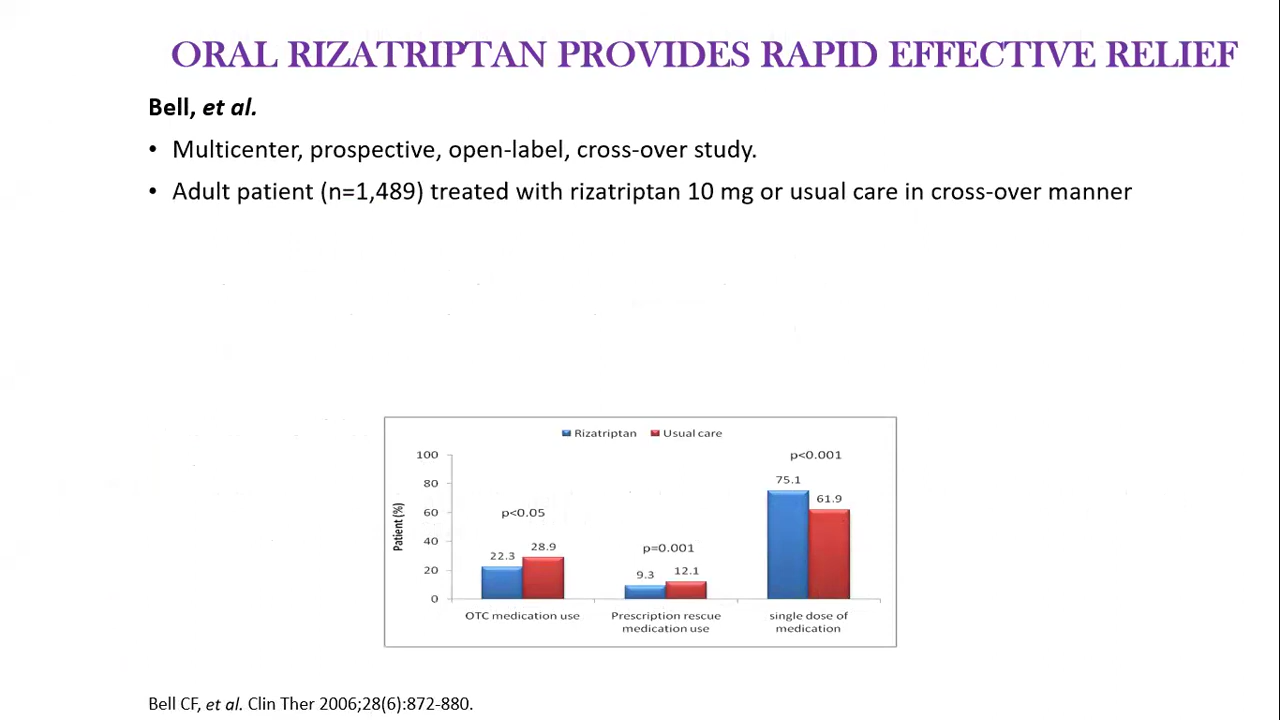 ORAL RIZATRIPTAN PROVIDES RAPID EFFECTIVE RELIEF
Bell, et al.
• Multicenter, prospective, open-label, cross-over study.
• Adult patient (n=1,489) treated with rizatriptan 10 mg or usual care in cross-over manner
Rizatriptan Usual care
Patient (%)
100
80
60
40
20
0
p<0.05
22.3 28.9
p=0.001
9.3 12.1
p<0.001
75.1
61.9
OTC medication use
Prescription rescue
medication use
single dose of
medication
Bell CF, et al. Clin Ther 2006;28(6):872-880.